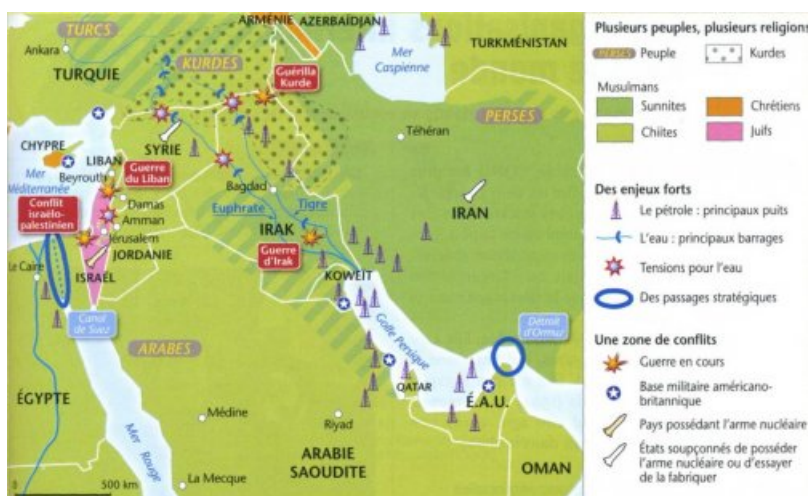 ARMÉNIE
AZERBAÏDJAN
TURCS
Ankara
TURQUIE
KURDES
Guérilla
Kurde
Mer
Caspienne
TURKMÉNISTAN
PERSES
Téhéran
CHYPRE
SYRIE
LIBAN
Beyrouth
Guerre
du Liban
Mer
Méditerranée
Damas
Bagdad
Tigre
Euphrate
IRAN
Conflit
israélo-
palestinien
Amman
Jérusalem
JORDANIE
IRAK
Guerre
d'Irak
KOWEÏT
Le Caire
ISRAËL
Canal
de Suez
ARABES
Golfe Persique
Détroit
d'Ormuz
ÉGYPTE
QATAR
É.A.U.
Médine
Riyad
Mer Rouge
ARABIE
SAOUDITE
OMAN
La Mecque
0
500 km
Plusieurs peuples, plusieurs religions
PERSES
Peuple
Kurdes
Musulmans
Sunnites
Chrétiens
Chiites
Juifs
Des enjeux forts
Le pétrole : principaux puits
L'eau : principaux barrages
Tensions pour l'eau
Des passages stratégiques
Une zone de conflits
Guerre en cours
Base militaire américano-
britannique
Pays possédant l'arme nucléaire
États soupçonnés de posséder
l'arme nucléaire ou d'essayer
de la fabriquer